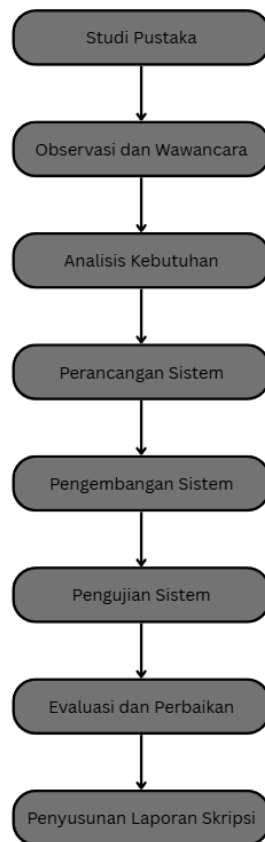 Studi Pustaka
Observasi dan Wawancara
Analisis Kebutuhan
Perancangan Sistem
Pengembangan Sistem
Pengujian Sistem
Evaluasi dan Perbaikan
Penyusunan Laporan Skripsi